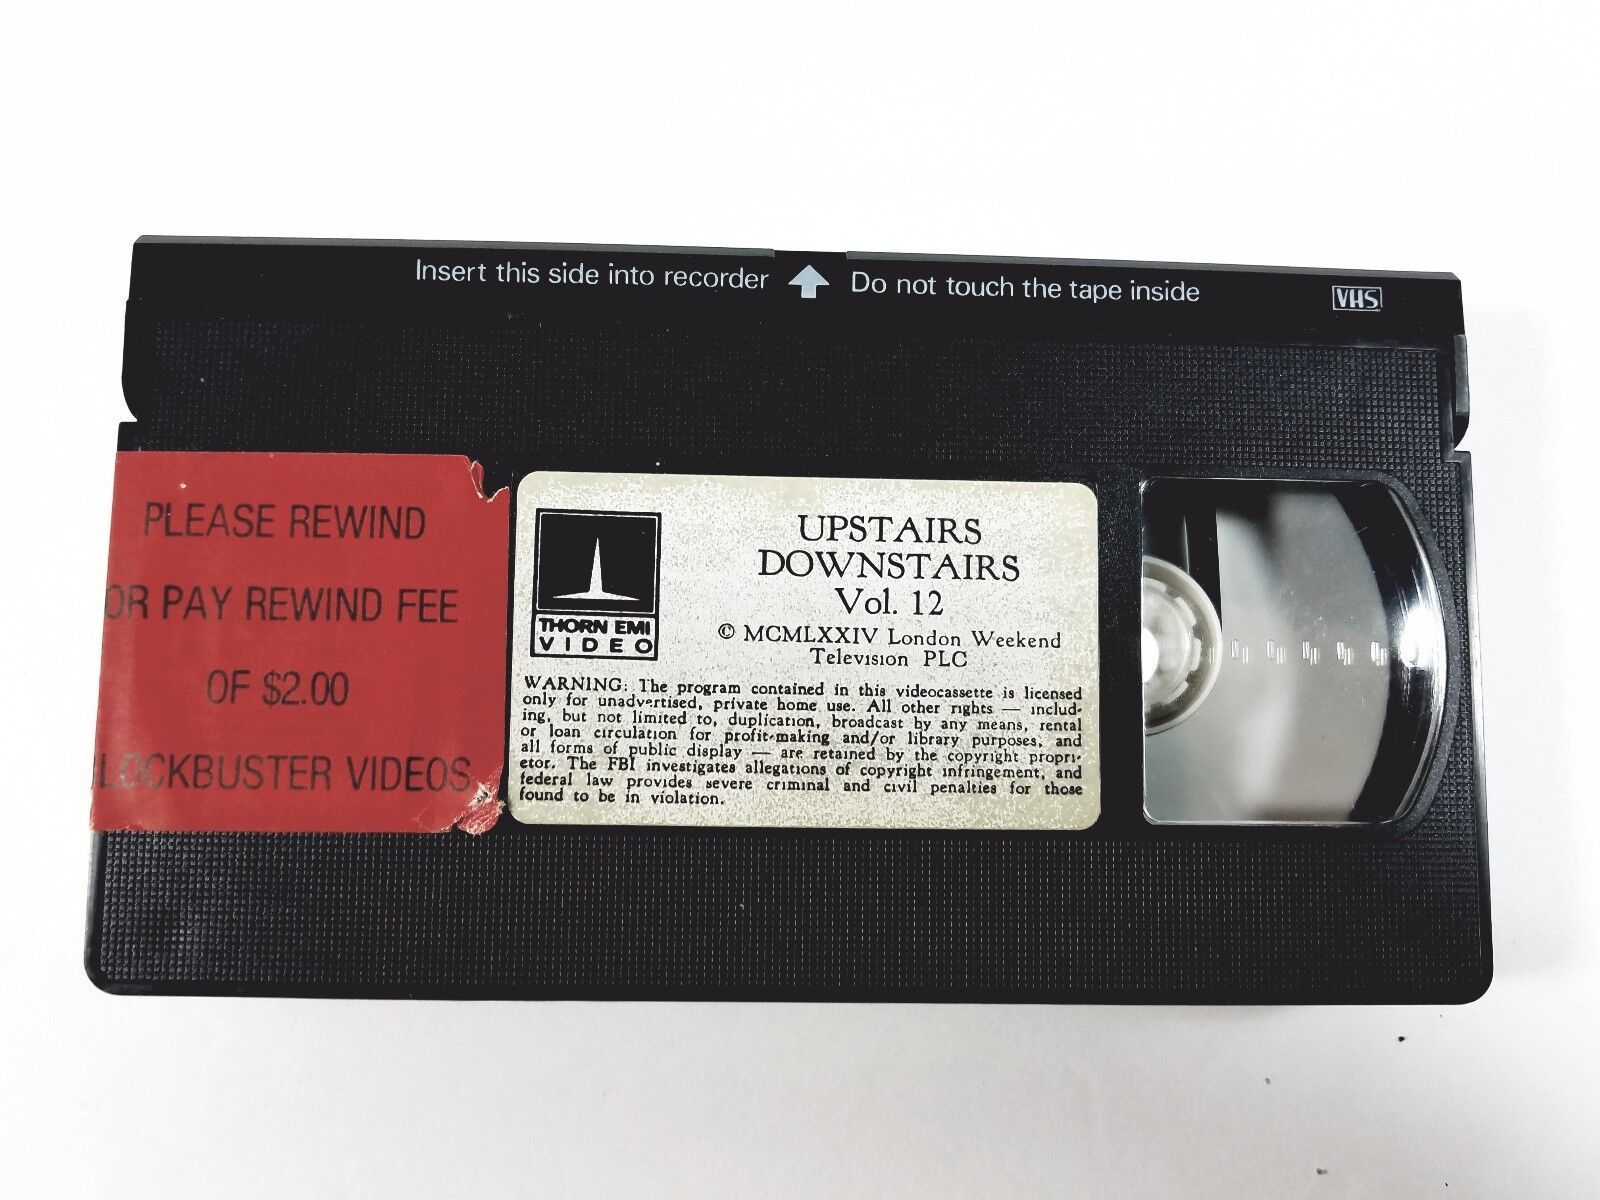 Insert this side into recorder Do not touch the tape inside
VHS
PLEASE REWIND
OR PAY REWIND FEE
OF $2.00
LOCKBUSTER VIDEOS
THORN EMI
VIDEO
UPSTAIRS
DOWNSTAIRS
Vol. 12
© MCMLXXIV London Weekend
Television PLC
WARNING: The program contained in this videocassette is licensed
only for unadvertised, private home use. All other rights — includ-
ing, but not limited to, duplication, broadcast by any means, rental
or loan circulation for profit-making and/or library purposes, and
all forms of public display — are retained by the copyright propri-
etor. The FBI investigates allegations of copyright infringement, and
federal law provides severe criminal and civil penalties for those
found to be in violation.